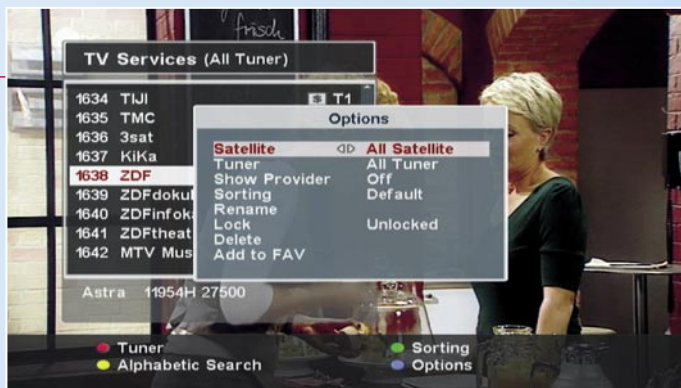 frisch
TV Services (All Tuner)
1634 TIJI $ T1
1635 TMC
1636 3sat
1637 KiKa
1638 ZDF
1639 ZDFdoku
1640 ZDFinfok
1641 ZDFtheat
1642 MTV Mus
Options
Satellite All Satellite
Tuner All Tuner
Show Provider Off
Sorting Default
Rename
Lock Unlocked
Delete
Add to FAV
Astra 11954H 27500
Tuner
Sorting
Alphabetic Search
Options